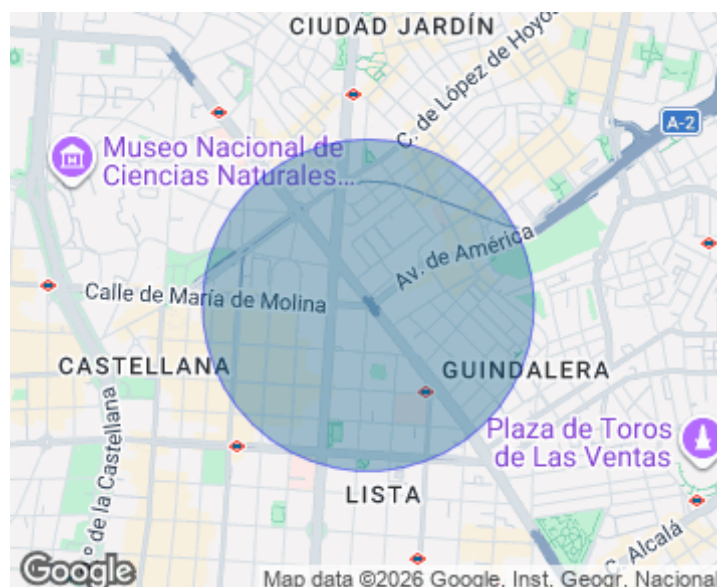 CIUDAD JARDÍN
C. de López de Hoyos
A-2
Museo Nacional de
Ciencias Naturales...
Av. de América
Calle de María de Molina
CASTELLANA
GUINDALERA
P.º de la Castellana
Plaza de Toros
de Las Ventas
LISTA
C. Alcalá
Google
Map data ©2026 Google, Inst. Geogr. Nacional